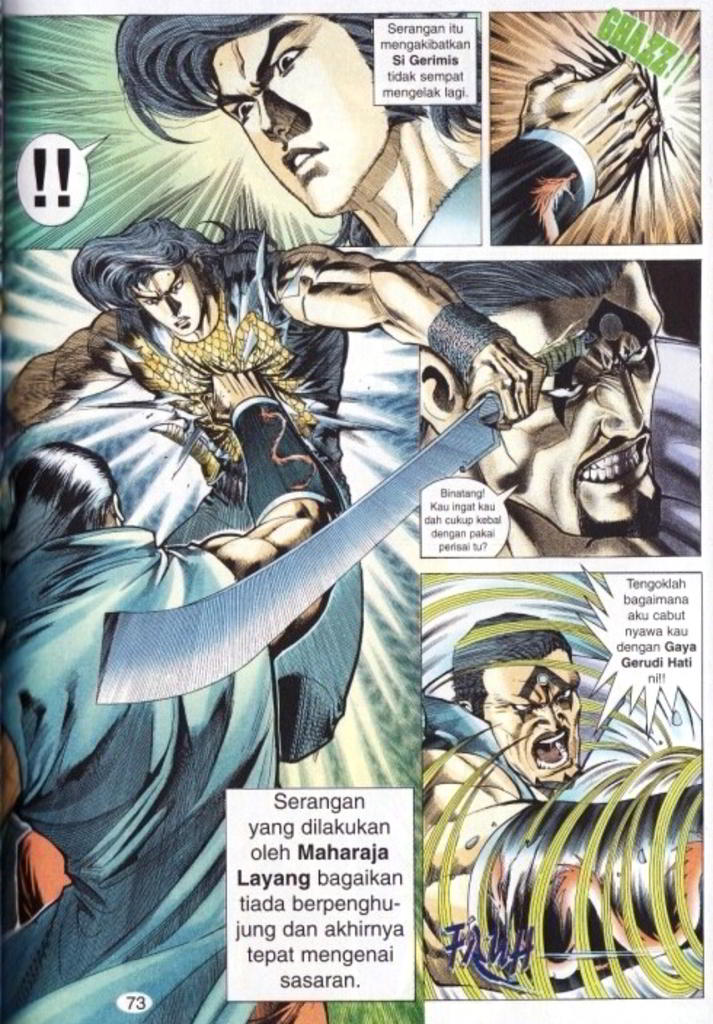 Serangan itu
mengakibatkan
Si Gerimis
tidak sempat
mengelak lagi.
!!
GRAZZ!!
Binatang!
Kau ingat kau
dah cukup kebal
dengan pakai
perisai tu?
Tengoklah
bagaimana
aku cabut
nyawa kau
dengan Gaya
Gerudi Hati
ni!!
Serangan
yang dilakukan
oleh Maharaja
Layang bagaikan
tiada berpenghu-
jung dan akhirnya
tepat mengenai
sasaran.
73